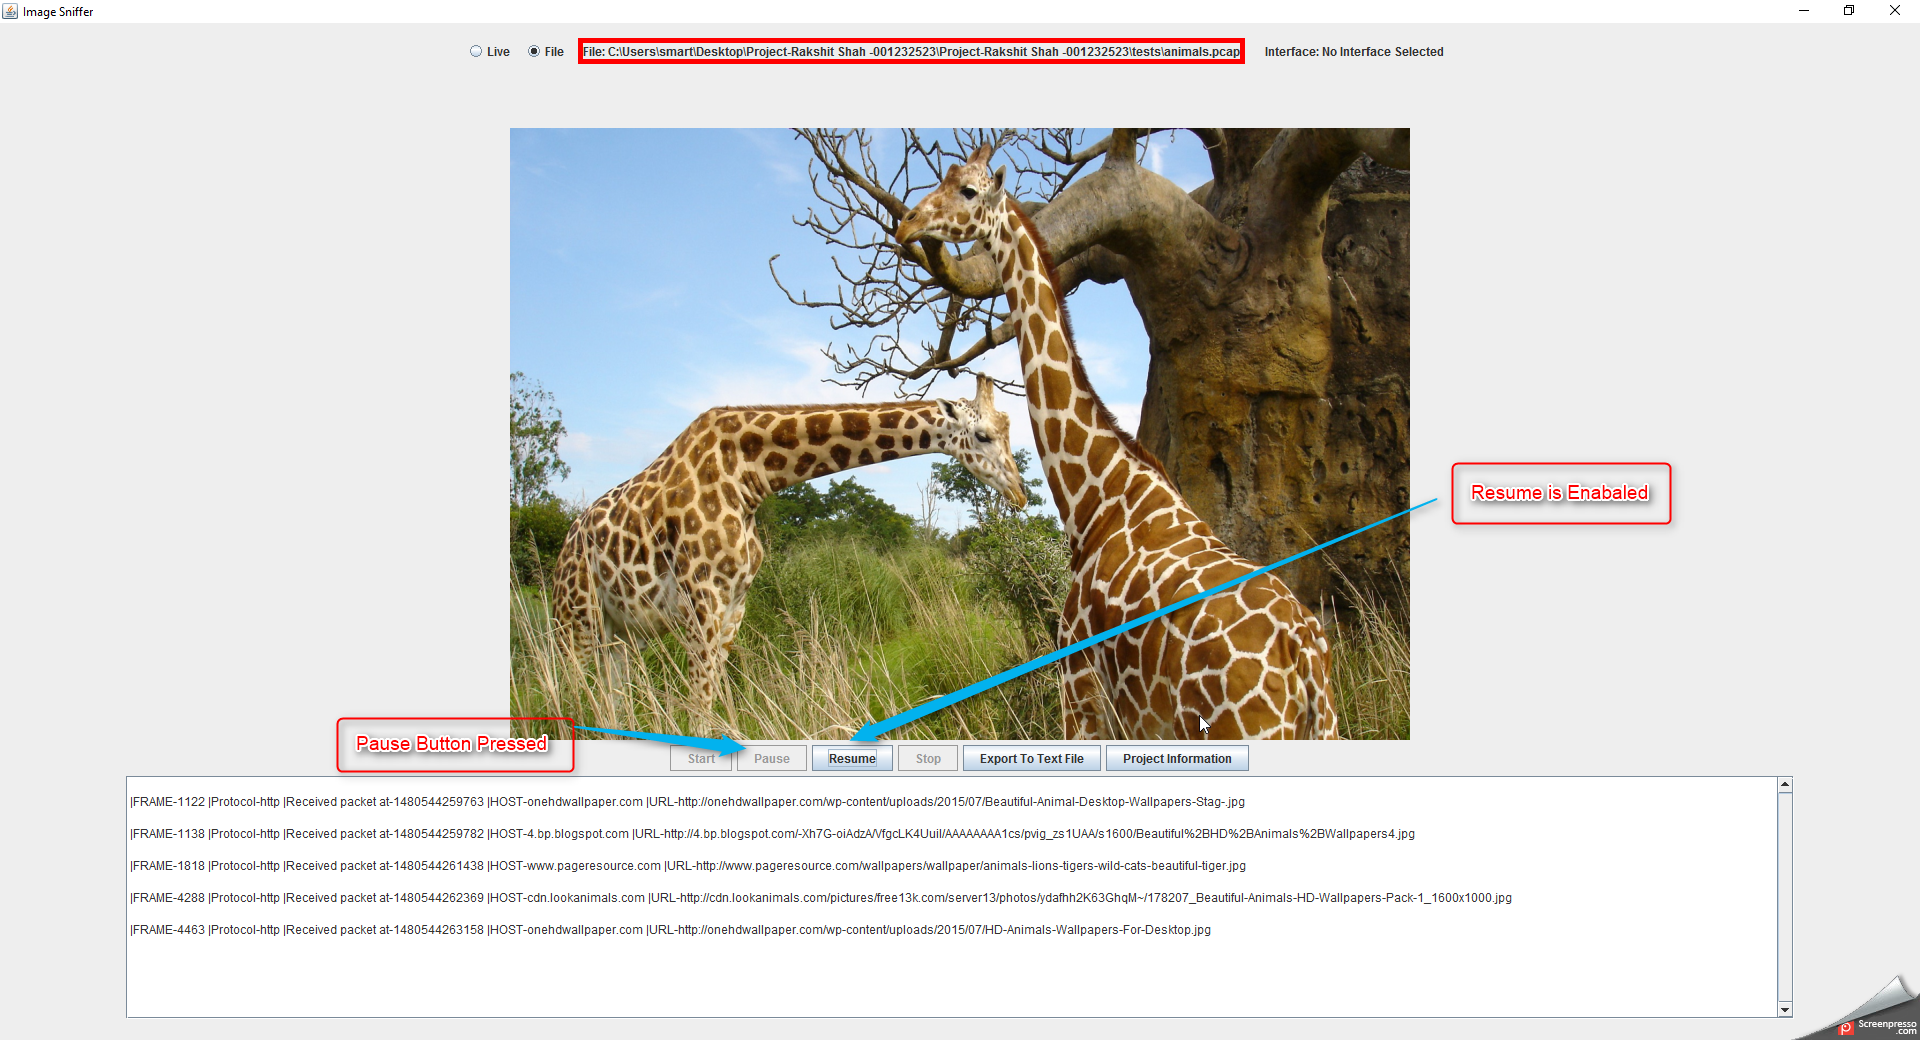 Image Sniffer
Live File File: C:\Users\smart\Desktop\Project-Rakshit Shah -001232523\Project-Rakshit Shah -001232523\tests\animals.pcap Interface: No Interface Selected
Resume is Enabaled
Pause Button Pressed
Start Pause Resume Stop Export To Text File Project Information
|FRAME-1122 |Protocol-http |Received packet at-1480544259763 |HOST-onehdwallpaper.com |URL-http://onehdwallpaper.com/wp-content/uploads/2015/07/Beautiful-Animal-Desktop-Wallpapers-Stag-.jpg
|FRAME-1138 |Protocol-http |Received packet at-1480544259782 |HOST-4.bp.blogspot.com |URL-http://4.bp.blogspot.com/-Xh7G-oiAdzA/VfgcLK4UuiI/AAAAAAAA1cs/pvig_zs1UAA/s1600/Beautiful%2BHD%2BAnimals%2BWallpapers4.jpg
|FRAME-1818 |Protocol-http |Received packet at-1480544261438 |HOST-www.pageresource.com |URL-http://www.pageresource.com/wallpapers/wallpaper/animals-lions-tigers-wild-cats-beautiful-tiger.jpg
|FRAME-4288 |Protocol-http |Received packet at-1480544262369 |HOST-cdn.lookanimals.com |URL-http://cdn.lookanimals.com/pictures/free13k.com/server13/photos/ydafhh2K63GhqM~/178207_Beautiful-Animals-HD-Wallpapers-Pack-1_1600x1000.jpg
|FRAME-4463 |Protocol-http |Received packet at-1480544263158 |HOST-onehdwallpaper.com |URL-http://onehdwallpaper.com/wp-content/uploads/2015/07/HD-Animals-Wallpapers-For-Desktop.jpg
Screenpresso
.com